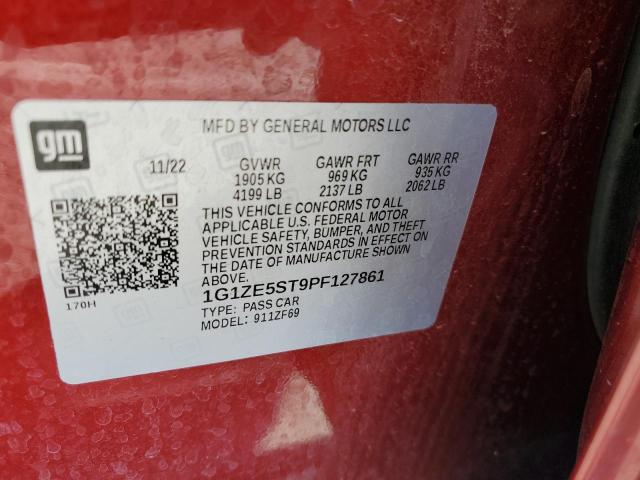 gm
MFD BY GENERAL MOTORS LLC
11/22 GVWR GAWR FRT GAWR RR
1905 KG 969 KG 935 KG
4199 LB 2137 LB 2062 LB
THIS VEHICLE CONFORMS TO ALL
APPLICABLE U.S. FEDERAL MOTOR
VEHICLE SAFETY, BUMPER, AND THEFT
PREVENTION STANDARDS IN EFFECT ON
THE DATE OF MANUFACTURE SHOWN
ABOVE.
170H
1G1ZE5ST9PF127861
TYPE: PASS CAR
MODEL: 911ZF69